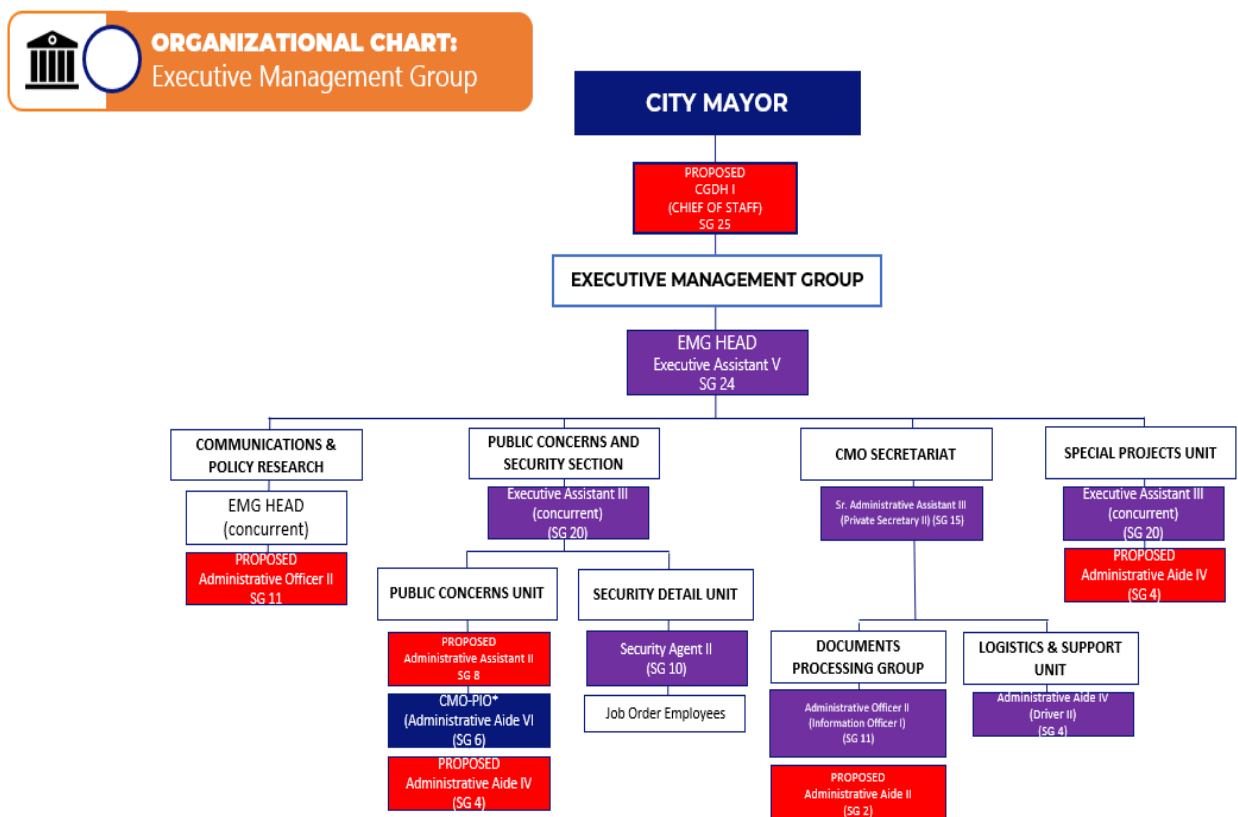 ORGANIZATIONAL CHART:
Executive Management Group
CITY MAYOR
PROPOSED
CGDH I
(CHIEF OF STAFF)
SG 25
EXECUTIVE MANAGEMENT GROUP
EMG HEAD
Executive Assistant V
SG 24
COMMUNICATIONS &
POLICY RESEARCH
EMG HEAD
(concurrent)
PROPOSED
Administrative Officer II
SG 11
PUBLIC CONCERNS AND
SECURITY SECTION
Executive Assistant III
(concurrent)
(SG 20)
PUBLIC CONCERNS UNIT
PROPOSED
Administrative Assistant II
SG 8
CMO-PIO*
(Administrative Aide VI
(SG 6)
PROPOSED
Administrative Aide IV
(SG 4)
SECURITY DETAIL UNIT
Security Agent II
(SG 10)
Job Order Employees
CMO SECRETARIAT
Sr. Administrative Assistant III
(Private Secretary II) (SG 15)
DOCUMENTS
PROCESSING GROUP
Administrative Officer II
(Information Officer I)
(SG 11)
PROPOSED
Administrative Aide II
(SG 2)
LOGISTICS & SUPPORT
UNIT
Administrative Aide IV
(Driver II)
(SG 4)
SPECIAL PROJECTS UNIT
Executive Assistant III
(concurrent)
(SG 20)
PROPOSED
Administrative Aide IV
(SG 4)